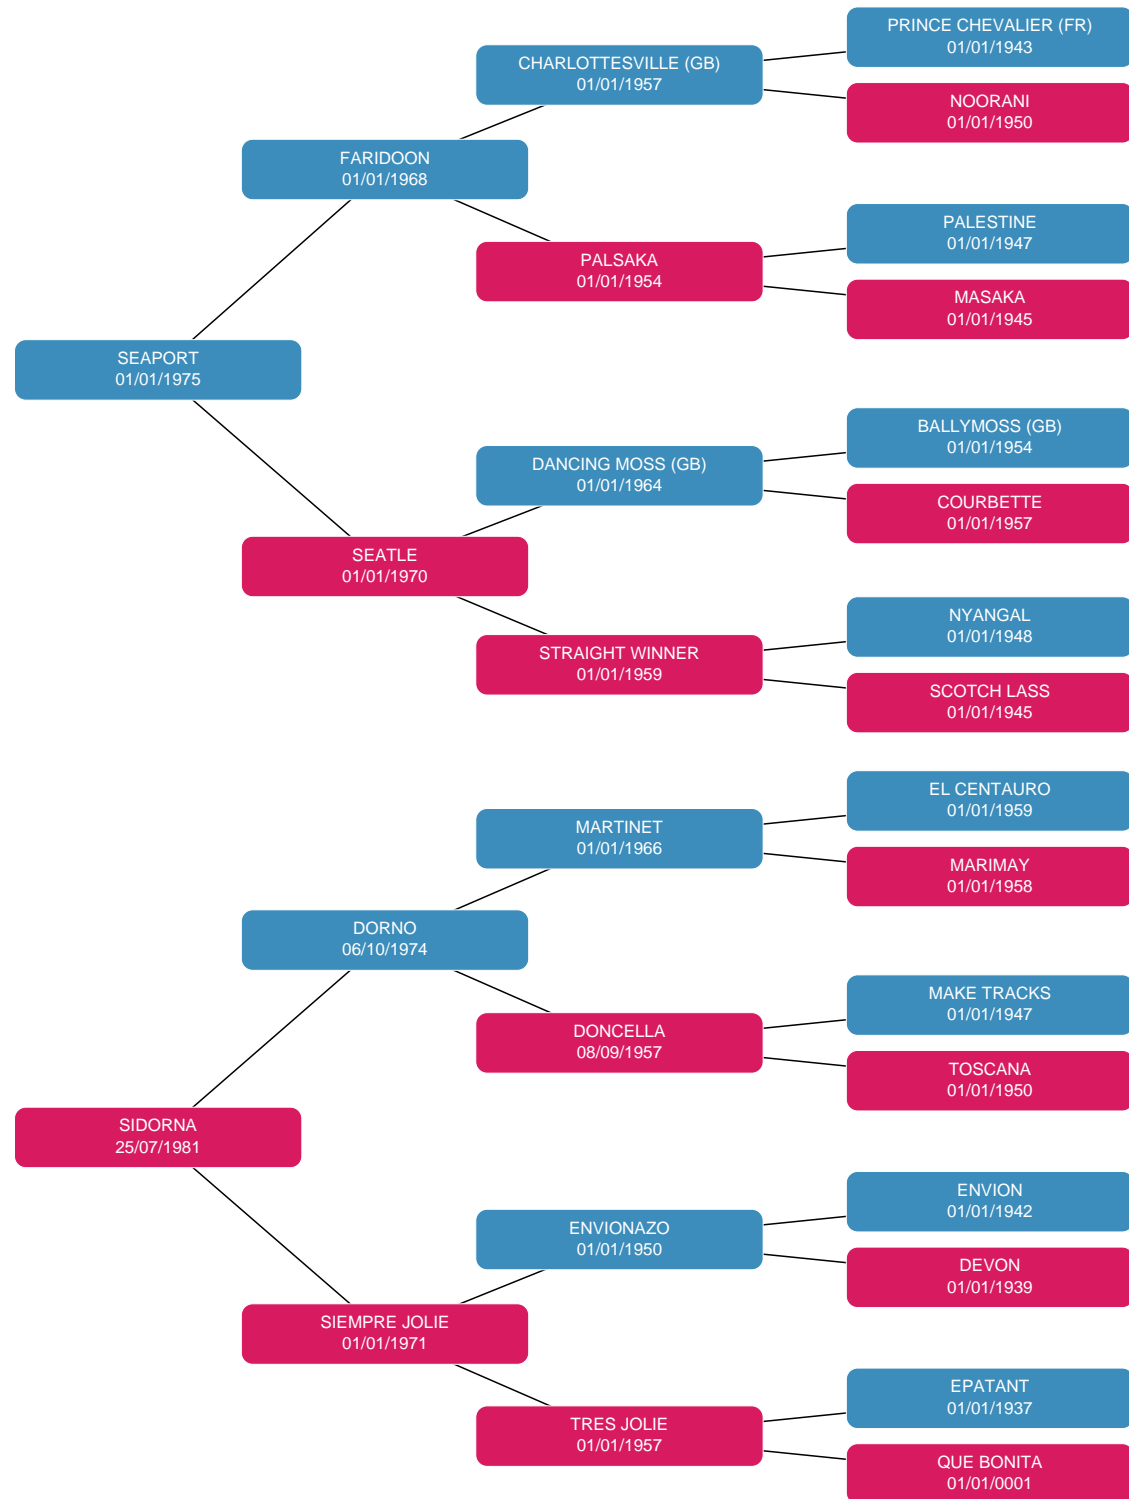 PRINCE CHEVALIER (FR)
01/01/1943
CHARLOTTESVILLE (GB)
01/01/1957
NOORANI
01/01/1950
FARIDOON
01/01/1968
PALESTINE
01/01/1947
PALSAKA
01/01/1954
MASAKA
01/01/1945
SEAPORT
01/01/1975
BALLYMOSS (GB)
01/01/1954
DANCING MOSS (GB)
01/01/1964
COURBETTE
01/01/1957
SEATLE
01/01/1970
NYANGAL
01/01/1948
STRAIGHT WINNER
01/01/1959
SCOTCH LASS
01/01/1945
EL CENTAURO
01/01/1959
MARTINET
01/01/1966
MARIMAY
01/01/1958
DORNO
06/10/1974
MAKE TRACKS
01/01/1947
DONCELLA
08/09/1957
TOSCANA
01/01/1950
SIDORNA
25/07/1981
ENVION
01/01/1942
ENVIONAZO
01/01/1950
DEVON
01/01/1939
SIEMPRE JOLIE
01/01/1971
EPATANT
01/01/1937
TRES JOLIE
01/01/1957
QUE BONITA
01/01/0001